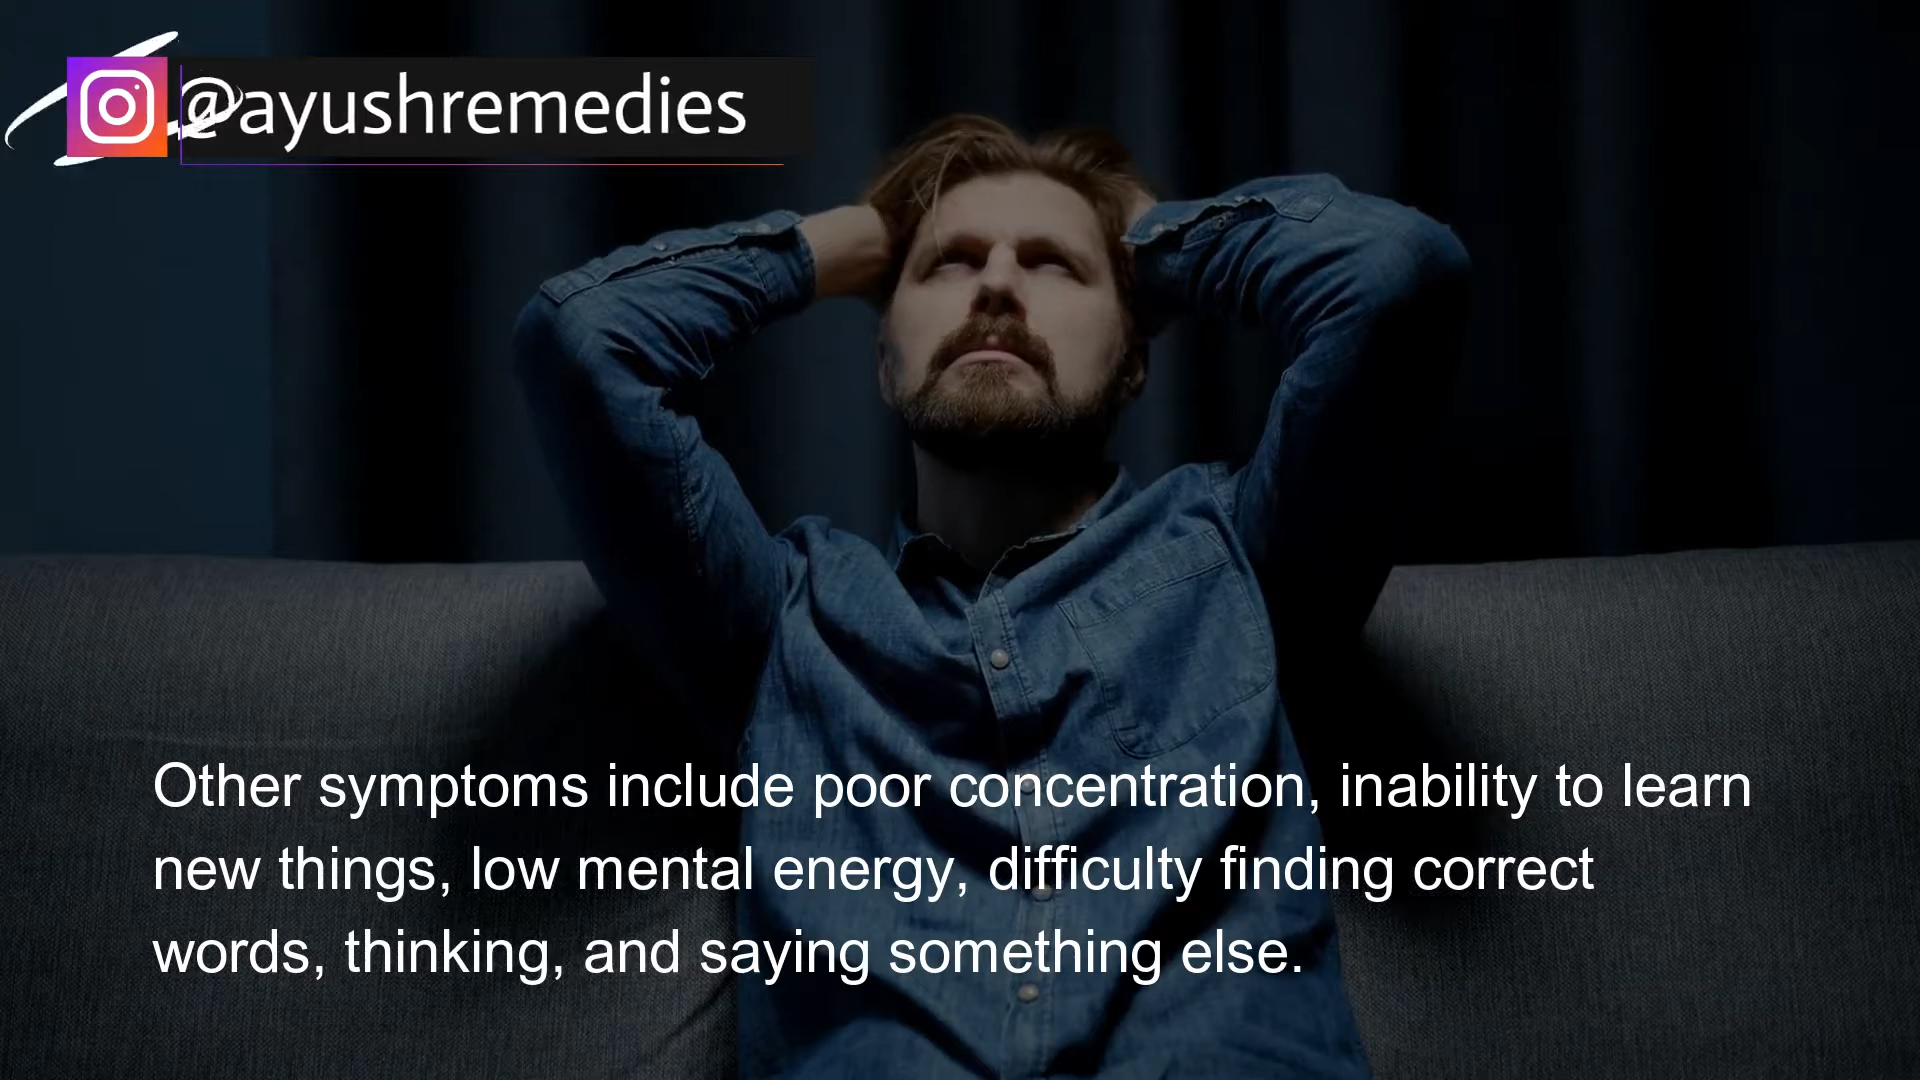 @ayushremedies
Other symptoms include poor concentration, inability to learn
new things, low mental energy, difficulty finding correct
words, thinking, and saying something else.